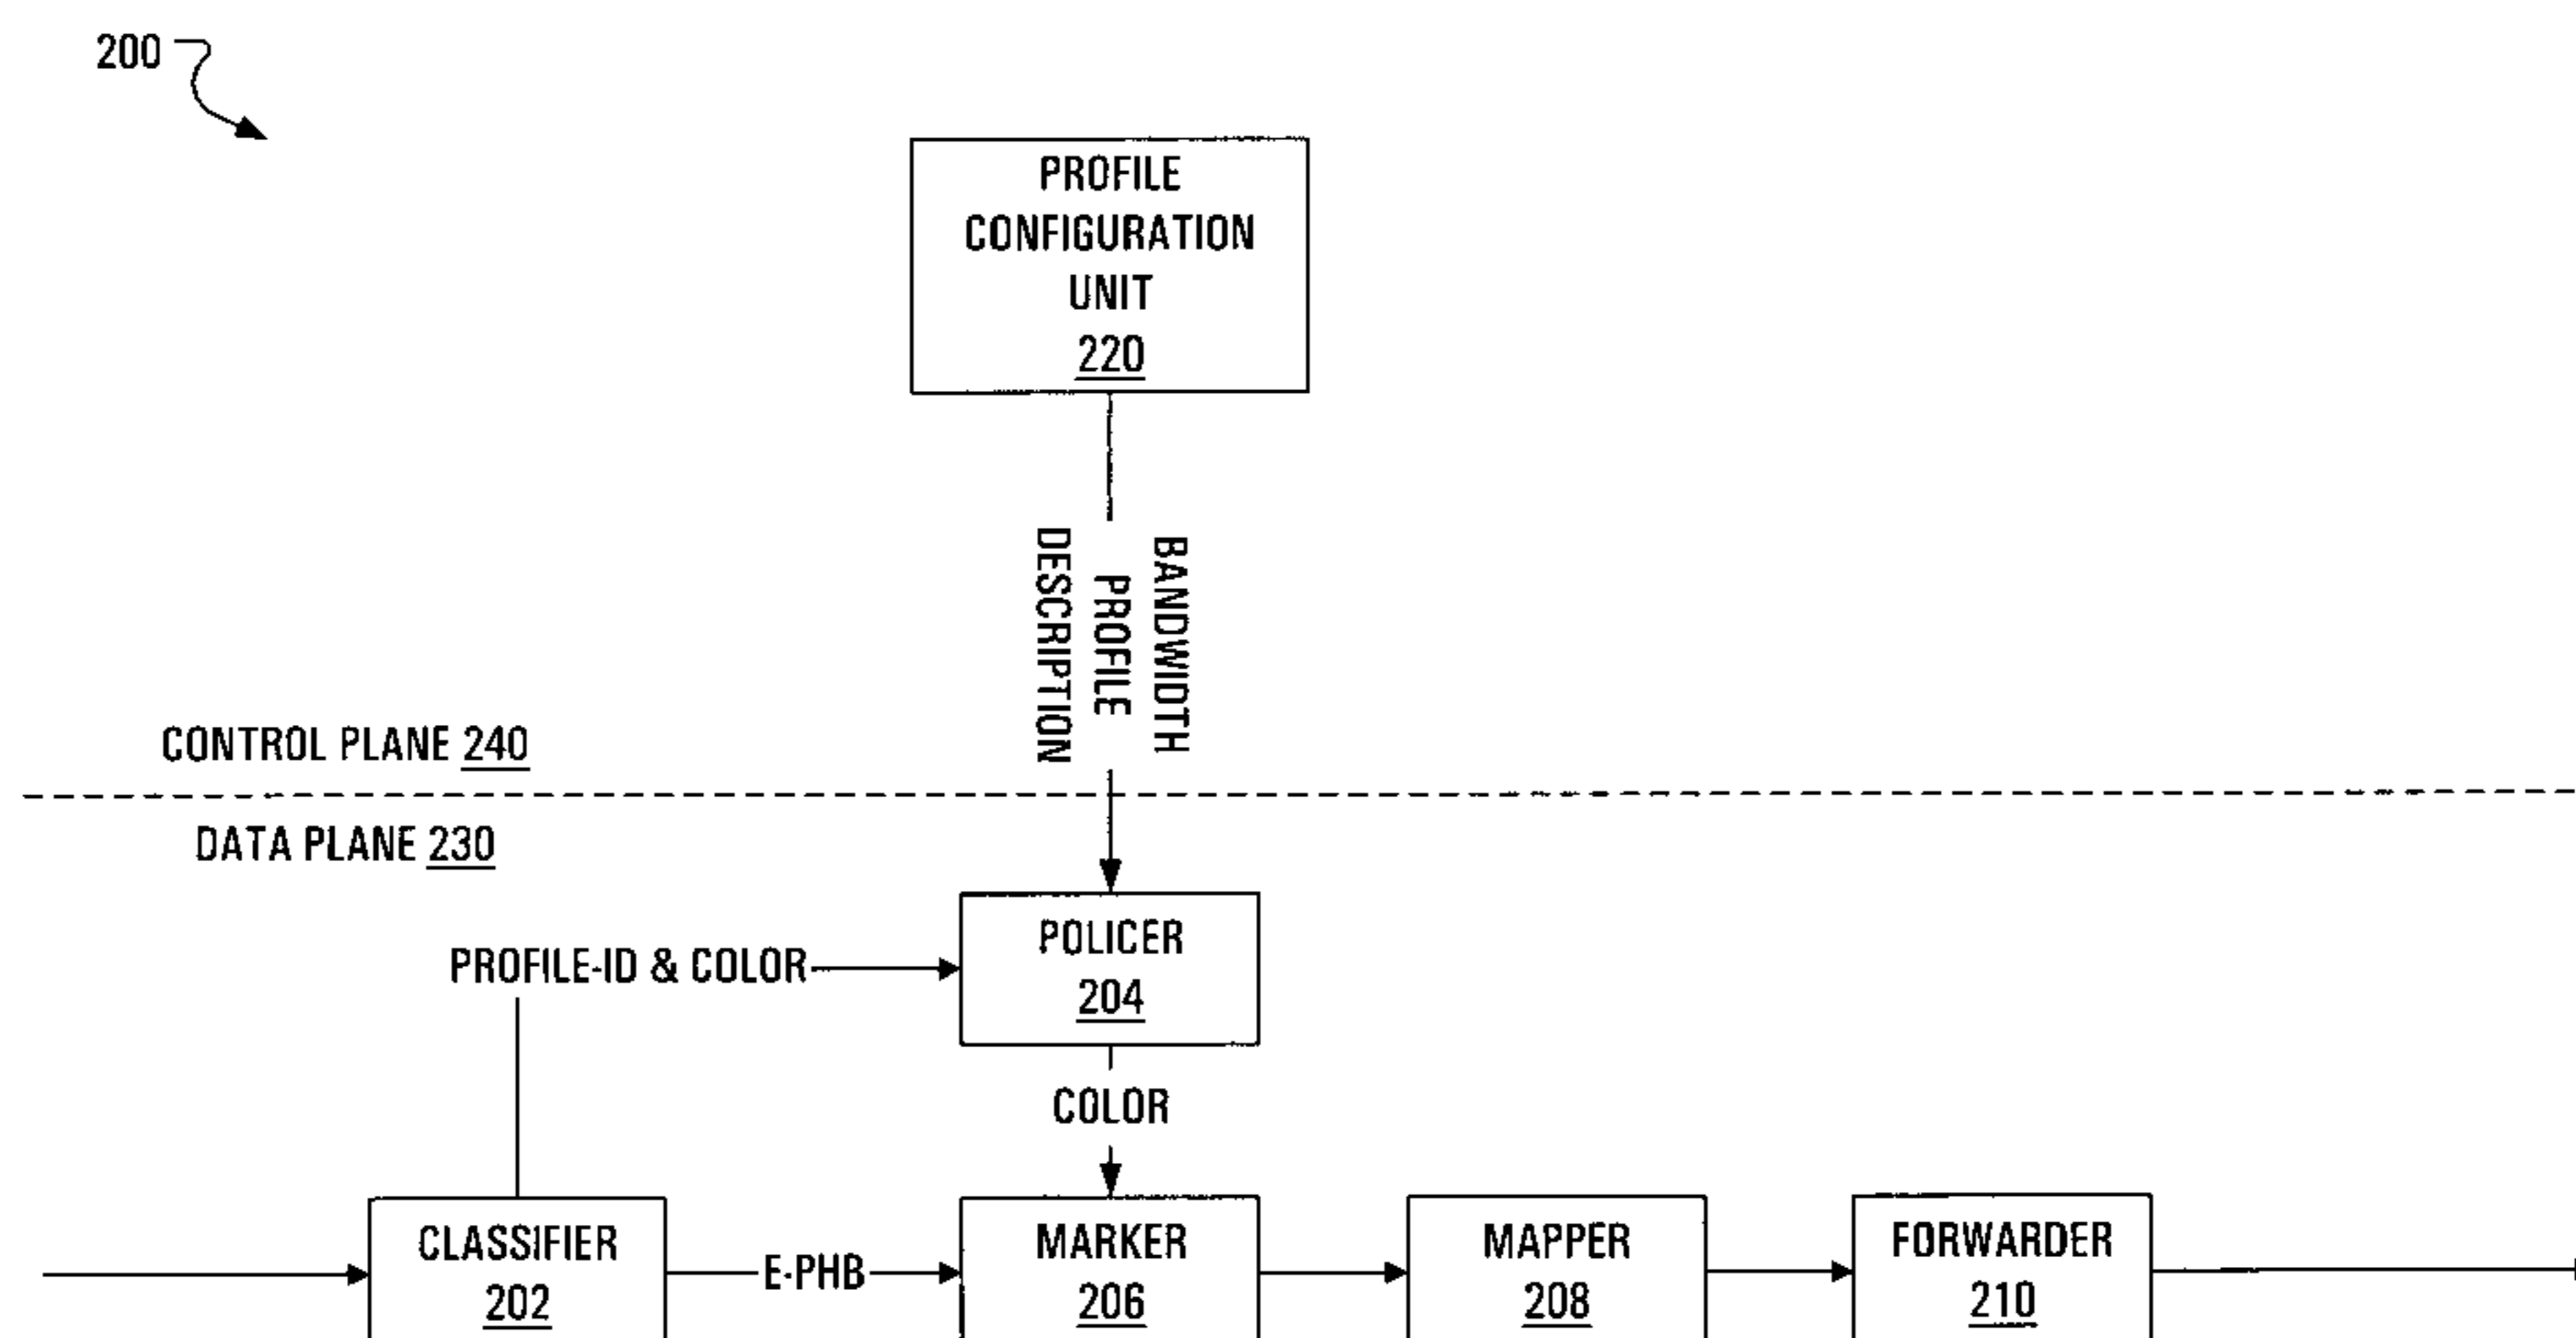 200
PROFILE
CONFIGURATION
UNIT
220
BANDWIDTH
PROFILE
DESCRIPTION
CONTROL PLANE 240
DATA PLANE 230
POLICER
204
PROFILE-ID & COLOR
COLOR
CLASSIFIER
202
E-PHB
MARKER
206
MAPPER
208
FORWARDER
210